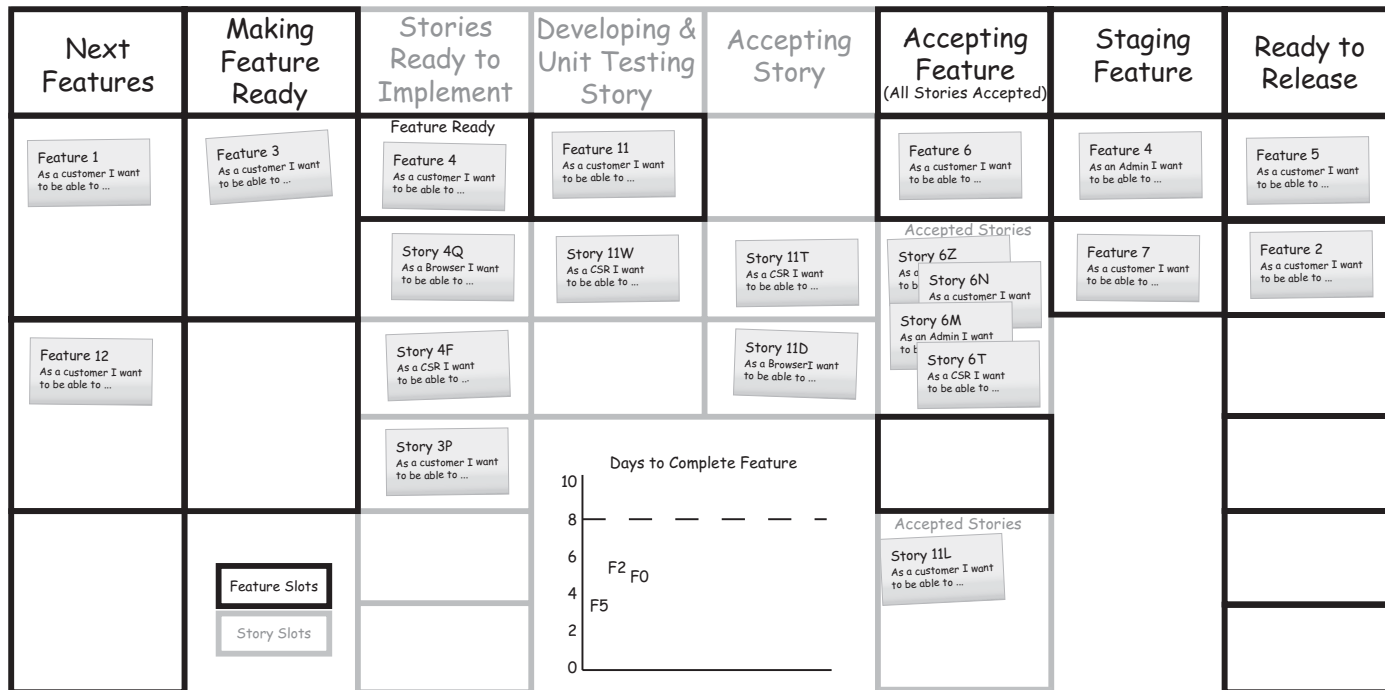 Next
Features
Making
Feature
Ready
Stories
Ready to
Implement
Developing &
Unit Testing
Story
Accepting
Story
Accepting
Feature
(All Stories Accepted)
Staging
Feature
Ready to
Release
Feature 1
As a customer I want
to be able to ...
Feature 12
As a customer I want
to be able to ...
Feature 3
As a customer I want
to be able to ...
Feature Slots
Story Slots
Feature Ready
Feature 4
As a customer I want
to be able to ...
Story 4Q
As a Browser I want
to be able to ...
Story 4F
As a CSR I want
to be able to ...
Story 3P
As a customer I want
to be able to ...
Feature 11
As a customer I want
to be able to ...
Story 11W
As a CSR I want
to be able to ...
Story 11T
As a CSR I want
to be able to ...
Story 11D
As a BrowserI want
to be able to ...
Days to Complete Feature
10
8
6
4
2
0
F2
F0
F5
Feature 6
As a customer I want
to be able to ...
Accepted Stories
Story 6Z
As a
to b
Story 6N
As a customer I want
Story 6M
As an Admin I want
to b
Story 6T
As a CSR I want
to be able to ...
Accepted Stories
Story 11L
As a customer I want
to be able to ...
Feature 4
As an Admin I want
to be able to ...
Feature 7
As a customer I want
to be able to ...
Feature 5
As a customer I want
to be able to ...
Feature 2
As a customer I want
to be able to ...